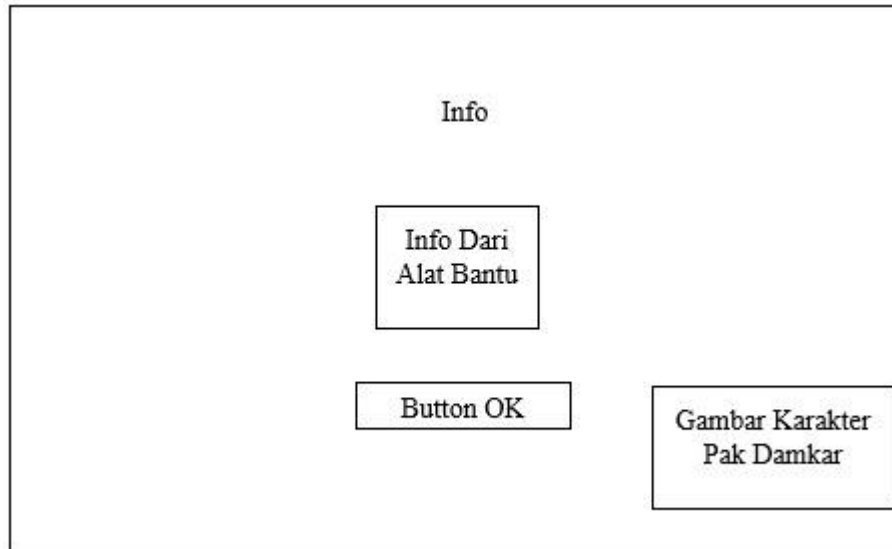 Info
Info Dari
Alat Bantu
Button OK
Gambar Karakter
Pak Damkar